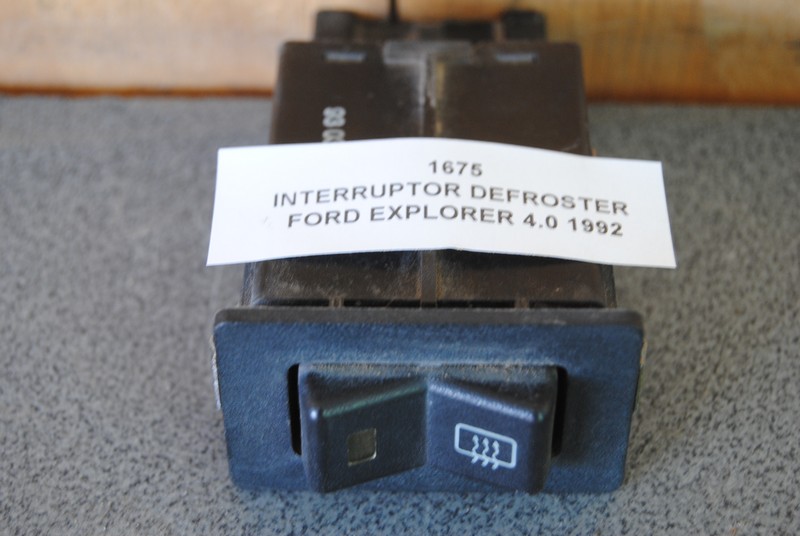 1675
INTERRUPTOR DEFROSTER
FORD EXPLORER 4.0 1992